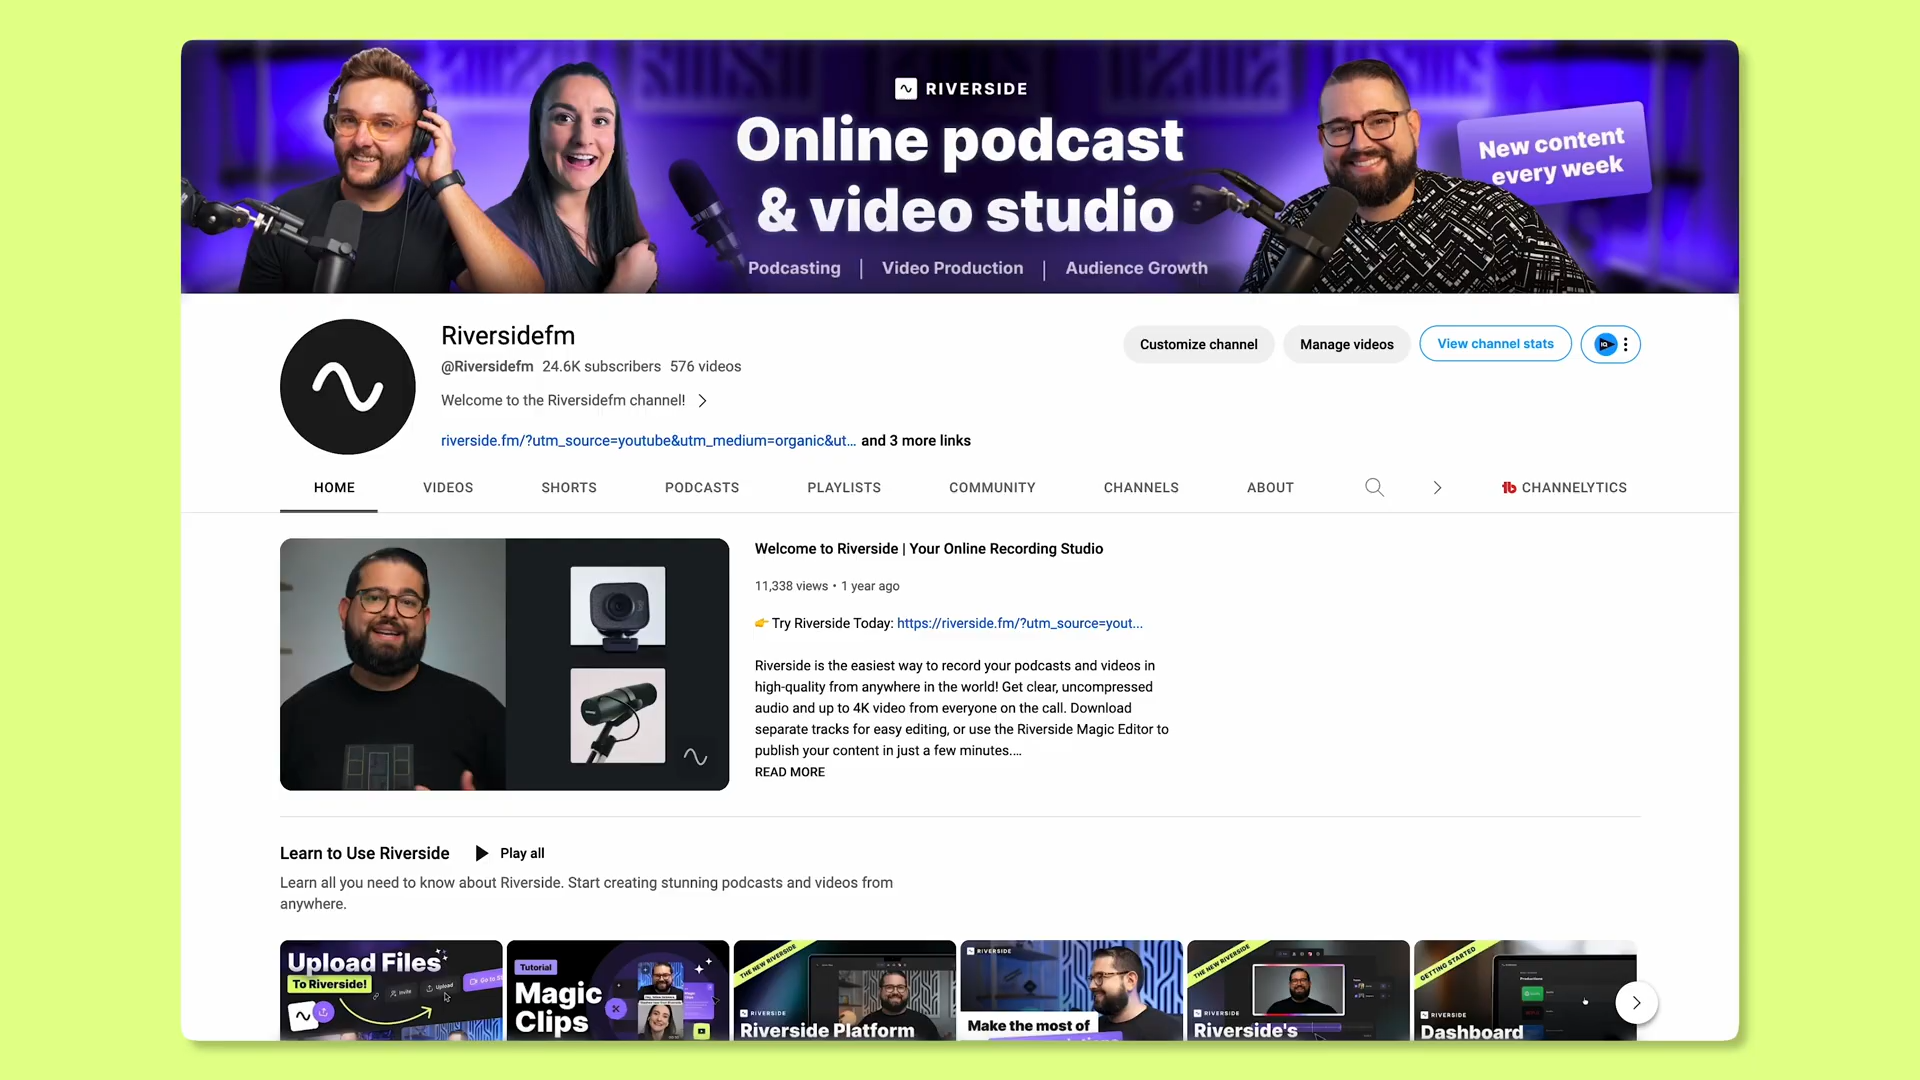 RIVERSIDE
Online podcast
& video studio
Podcasting | Video Production | Audience Growth
New content
every week
Riversidefm
@Riversidefm 24.6K subscribers 576 videos
Welcome to the Riversidefm channel!
riverside.fm/?utm_source=youtube&utm_medium=organic&ut... and 3 more links
Customize channel
Manage videos
View channel stats
HOME
VIDEOS
SHORTS
PODCASTS
PLAYLISTS
COMMUNITY
CHANNELS
ABOUT
CHANNELYTICS
Welcome to Riverside | Your Online Recording Studio
11,338 views • 1 year ago
👉 Try Riverside Today: https://riverside.fm/?utm_source=yout...
Riverside is the easiest way to record your podcasts and videos in
high-quality from anywhere in the world! Get clear, uncompressed
audio and up to 4K video from everyone on the call. Download
separate tracks for easy editing, or use the Riverside Magic Editor to
publish your content in just a few minutes....
READ MORE
Learn to Use Riverside
Play all
Learn all you need to know about Riverside. Start creating stunning podcasts and videos from
anywhere.
Upload Files
To Riverside!
Invite
Upload
Go to St
Tutorial
Magic
Clips
THE NEW RIVERSIDE
RIVERSIDE
Riverside Platform
RIVERSIDE
Make the most of
THE NEW RIVERSIDE
RIVERSIDE
Riverside's
GETTING STARTED
RIVERSIDE
Dashboard